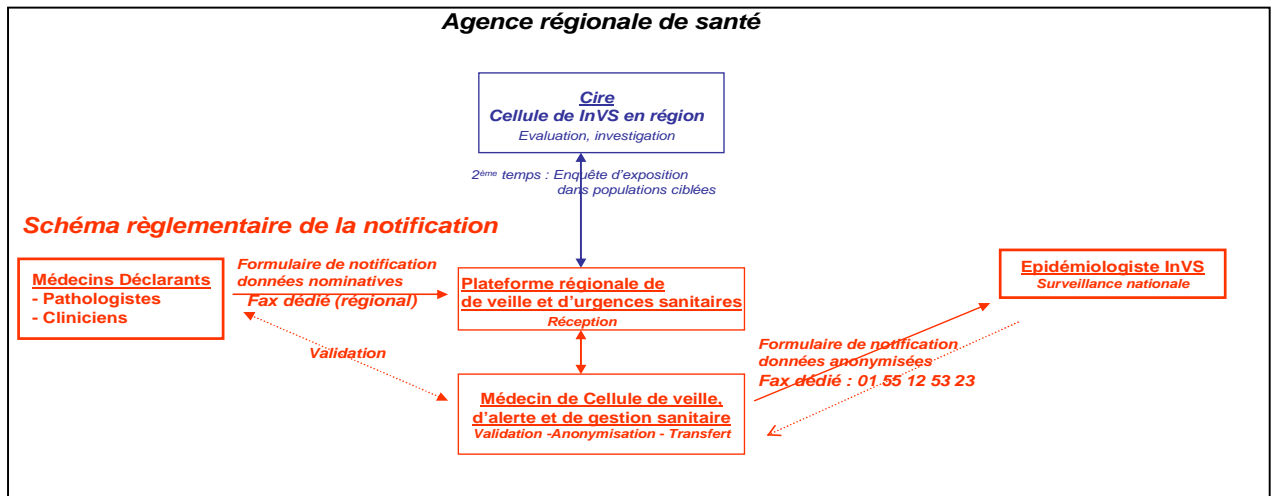 Agence régionale de santé
Cire
Cellule de InVS en région
Evaluation, investigation
2ème temps : Enquête d'exposition
dans populations ciblées
Schéma règlementaire de la notification
Médecins Déclarants
- Pathologistes
- Cliniciens
Formulaire de notification
données nominatives
Fax dédié (régional)
Plateforme régionale de
de veille et d'urgences sanitaires
Réception
Epidémiologiste InVS
Surveillance nationale
Validation
Formulaire de notification
données anonymisées
Fax dédié : 01 55 12 53 23
Médecin de Cellule de veille,
d'alerte et de gestion sanitaire
Validation -Anonymisation - Transfert